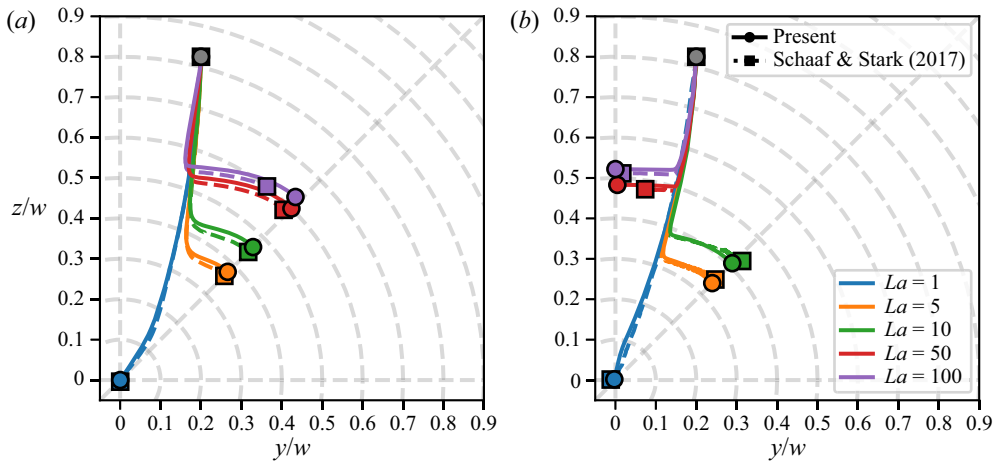 (a)
0.9
0.8
0.7
0.6
0.5
z/w
0.4
0.3
0.2
0.1
0
0 0.1 0.2 0.3 0.4 0.5 0.6 0.7 0.8 0.9
y/w
(b)
0.9
0.8
0.7
0.6
0.5
0.4
0.3
0.2
0.1
0
0 0.1 0.2 0.3 0.4 0.5 0.6 0.7 0.8 0.9
y/w
Present
Schaaf & Stark (2017)
La = 1
La = 5
La = 10
La = 50
La = 100